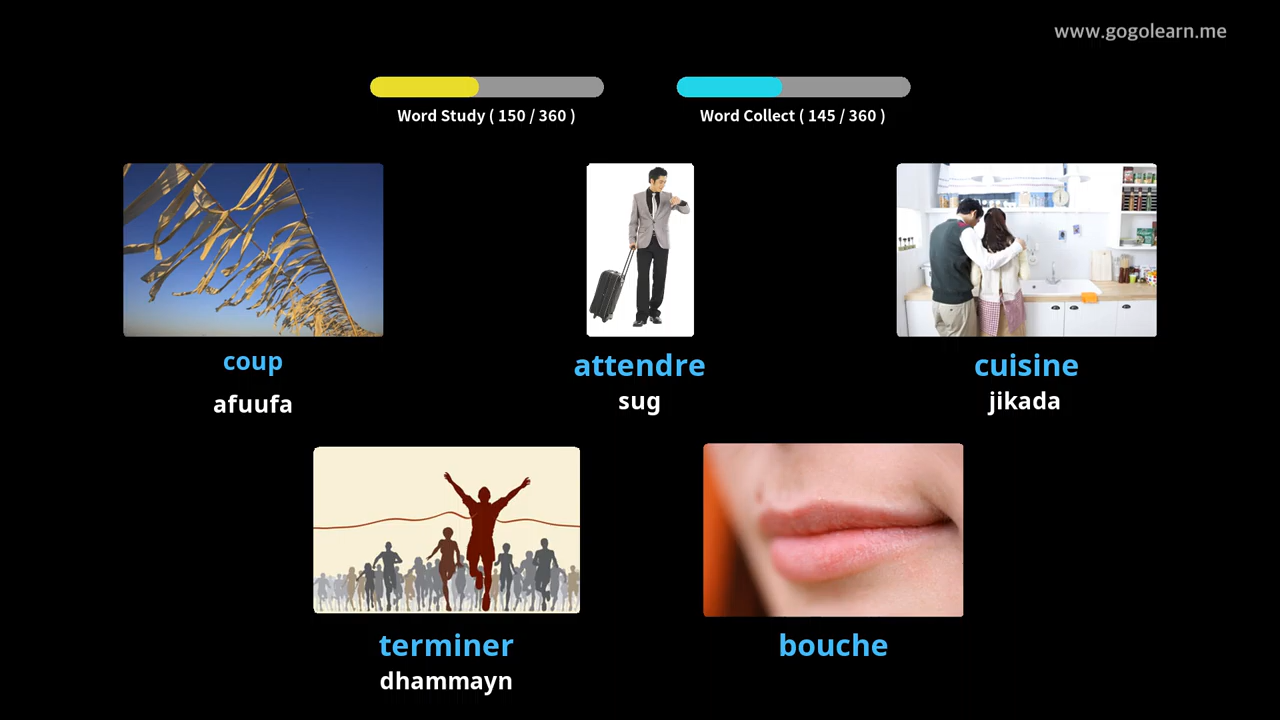 www.gogolearn.me
Word Study ( 150 / 360 )
Word Collect ( 145 / 360 )
coup
afuufa
attendre
sug
cuisine
jikada
terminer
dhammayn
bouche